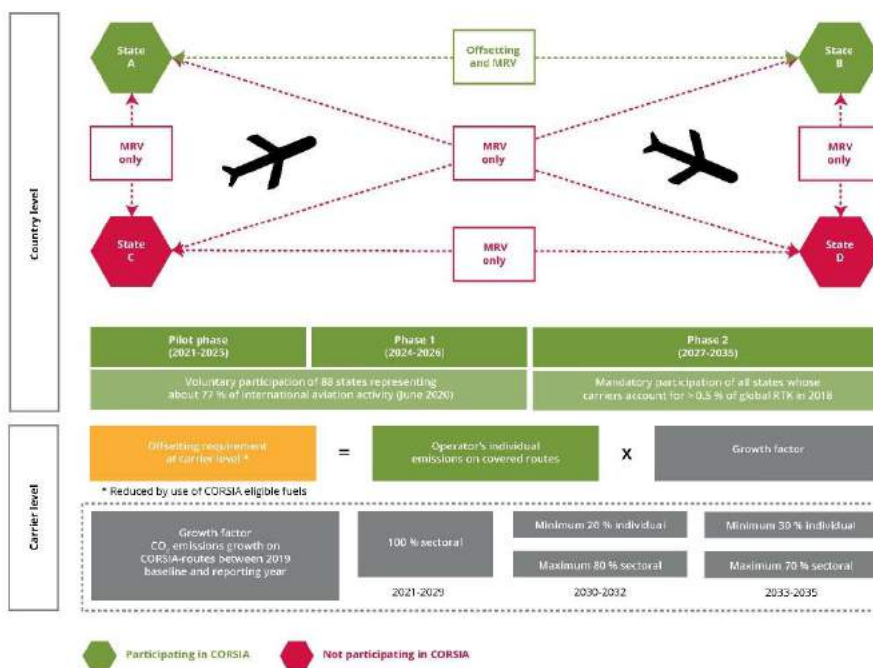 State
A
Offsetting
and MRV
State
B
MRV
only
MRV
only
MRV
only
State
C
MRV
only
State
D
Country level
Pilot phase
(2021-2023)
Phase 1
(2024-2026)
Phase 2
(2027-2035)
Voluntary participation of 88 states representing
about 77 % of international aviation activity (June 2020)
Mandatory participation of all states whose
carriers account for > 0.5 % of global RTK in 2018
Carrier level
Offsetting requirement
at carrier level *
=
Operator's individual
emissions on covered routes
X
Growth factor
* Reduced by use of CORSIA eligible fuels
Growth factor
CO₂ emissions growth on
CORSIA-routes between 2019
baseline and reporting year
100 % sectoral
Minimum 20 % individual
Maximum 80 % sectoral
Minimum 30 % individual
Maximum 70 % sectoral
2021-2029
2030-2032
2033-2035
Participating in CORSIA
Not participating in CORSIA